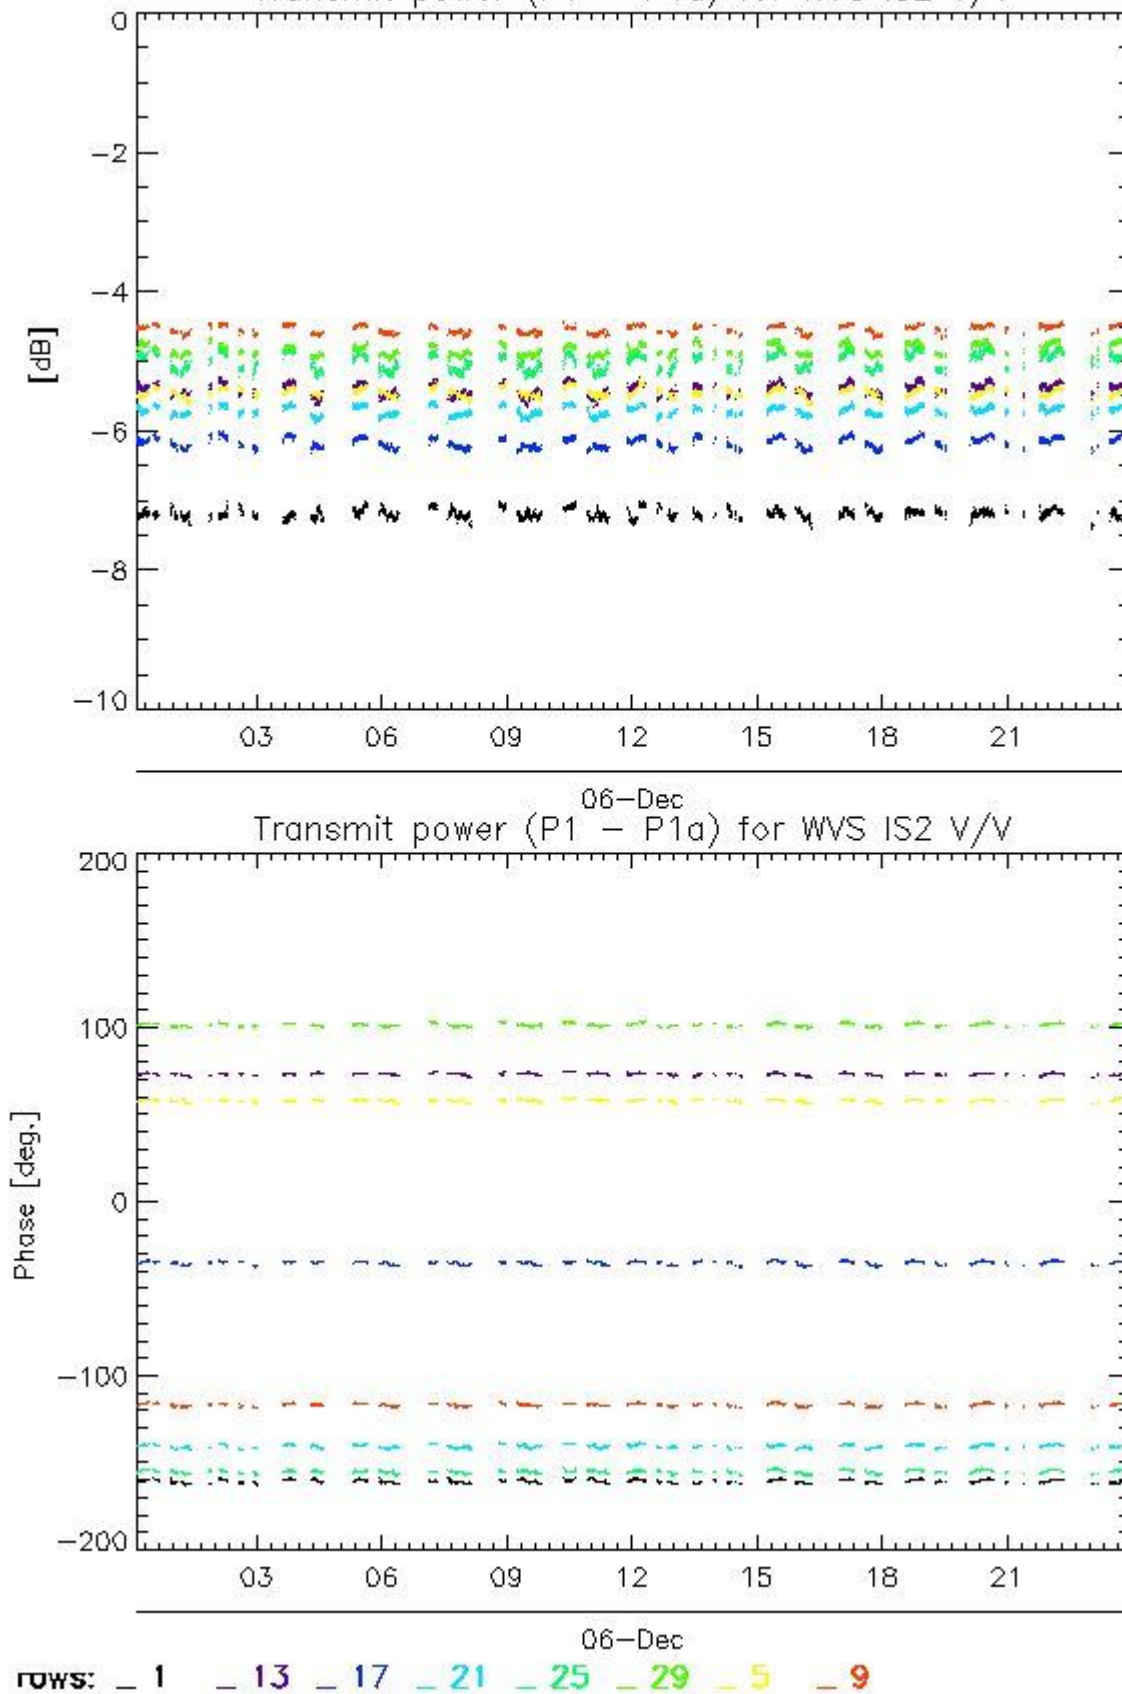 0
−2
−4
[dB]
−6
−8
−10
03 06 09 12 15 18 21
06−Dec
Transmit power (P1 − P1a) for WVS IS2 V/V
200
100
0
Phase [deg.]
−100
−200
03 06 09 12 15 18 21
06−Dec
rows: _ 1 _ 13 _ 17 _ 21 _ 25 _ 29 _ 5 _ 9